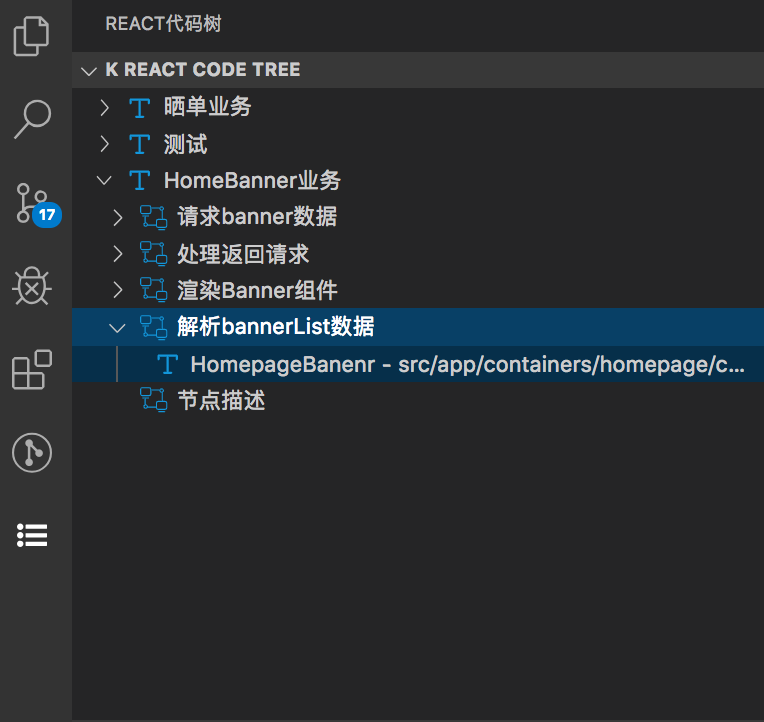 REACT代码树
K REACT CODE TREE
晒单业务
测试
HomeBanner业务
17
请求banner数据
处理返回请求
渲染Banner组件
解析bannerList数据
HomepageBanenr - src/app/containers/homepage/c...
节点描述